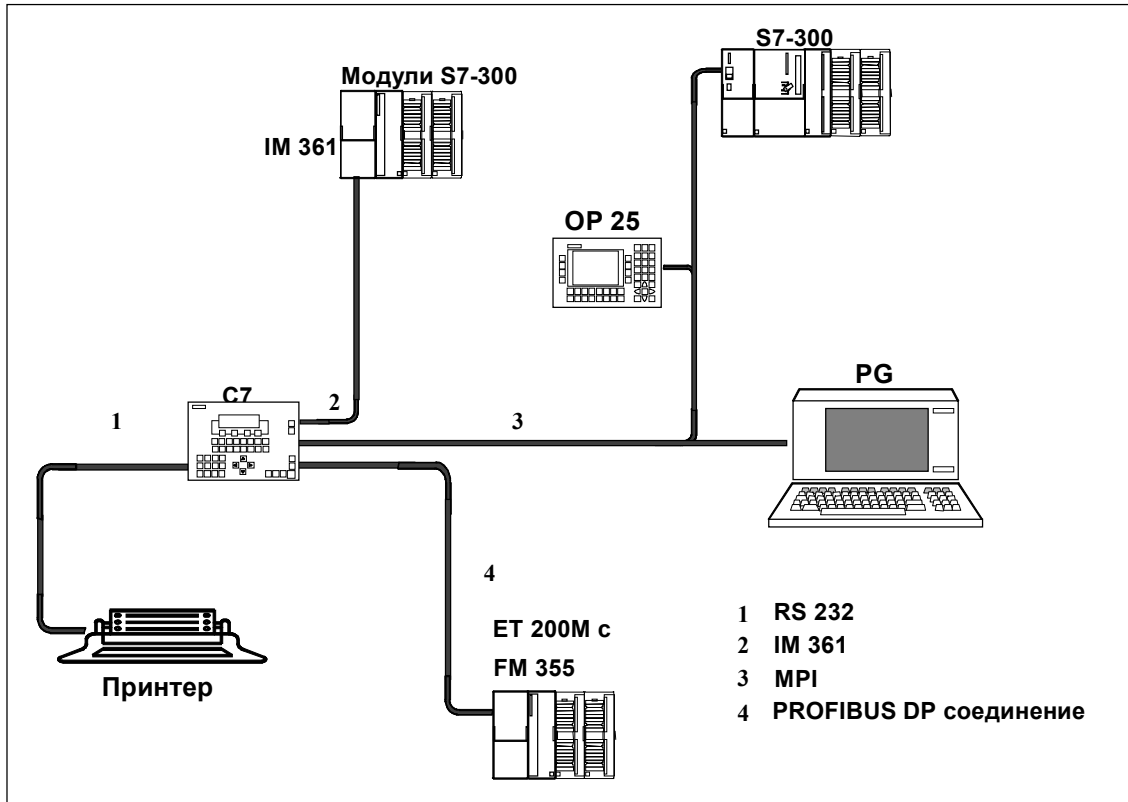 S7-300
Модули S7-300
IM 361
OP 25
PG
C7
1
2
3
4
ET 200M с
FM 355
Принтер
1 RS 232
2 IM 361
3 MPI
4 PROFIBUS DP соединение